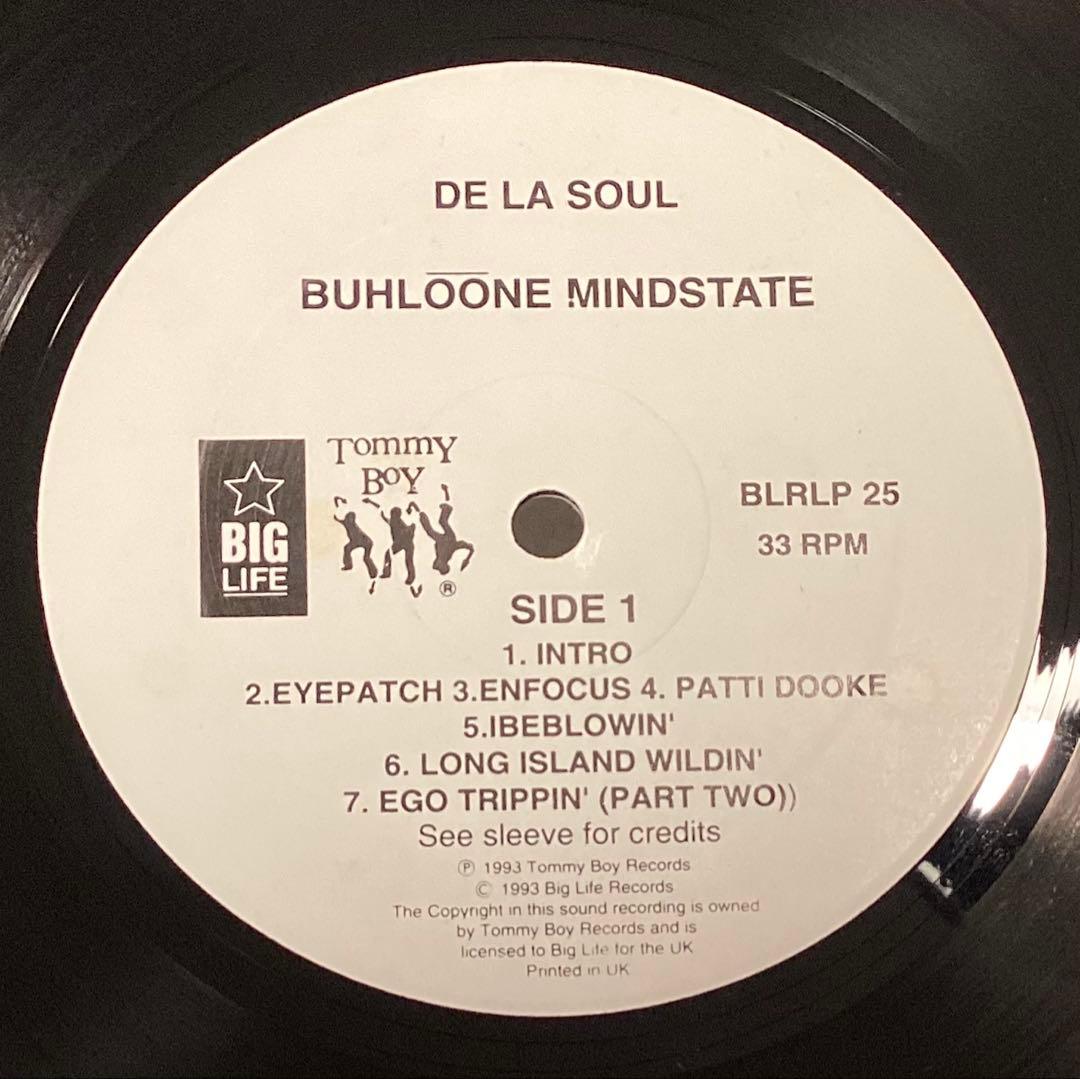 DE LA SOUL
BUHLŌŌNE MINDSTATE
Tommy
BOY
BIG
LIFE
®
BLRLP 25
33 RPM
SIDE 1
1. INTRO
2.EYEPATCH 3.ENFOCUS 4. PATTI DOOKE
5.IBEBLOWIN'
6. LONG ISLAND WILDIN'
7. EGO TRIPPIN' (PART TWO))
See sleeve for credits
℗ 1993 Tommy Boy Records
© 1993 Big Life Records
The Copyright in this sound recording is owned
by Tommy Boy Records and is
licensed to Big Life for the UK
Printed in UK